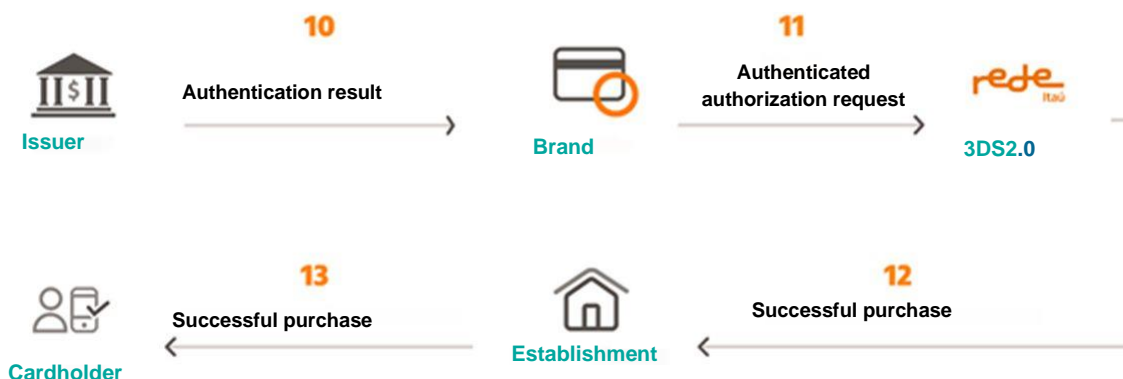 10
11
$
Authentication result
Authenticated
authorization request
rede
Itaú
Issuer
Brand
3DS2.0
13
12
Successful purchase
Successful purchase
Establishment
Cardholder